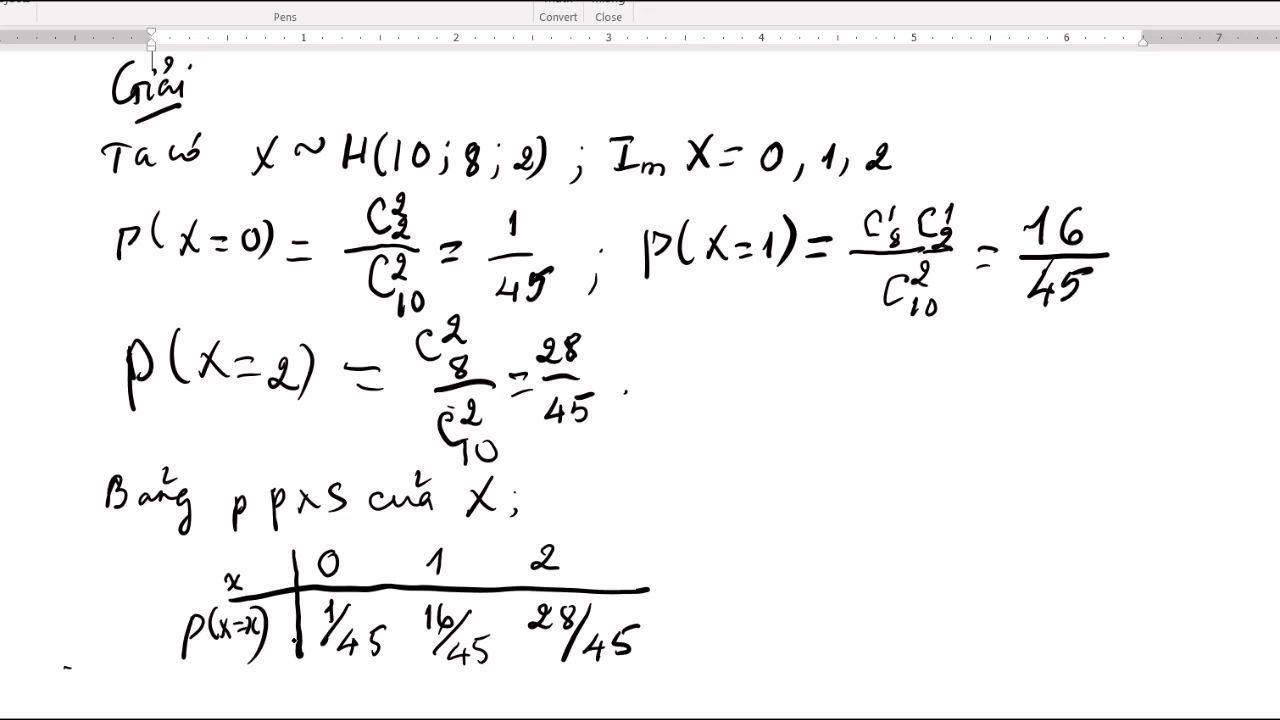 Pens
Convert
Close
1 2 3 4 5 6 7
Giải
Ta có X ~ H(10; 8; 2) ; Im X = 0, 1, 2
P(X=0) = C²₂ / C²₁₀ = 1/45 ; P(X=1) = C¹₈ C¹₂ / C²₁₀ = 16/45
P(X=2) = C²₈ / C²₁₀ = 28/45 .
Bảng ppxs của X ;
x 0 1 2
P(X=x) 1/45 16/45 28/45